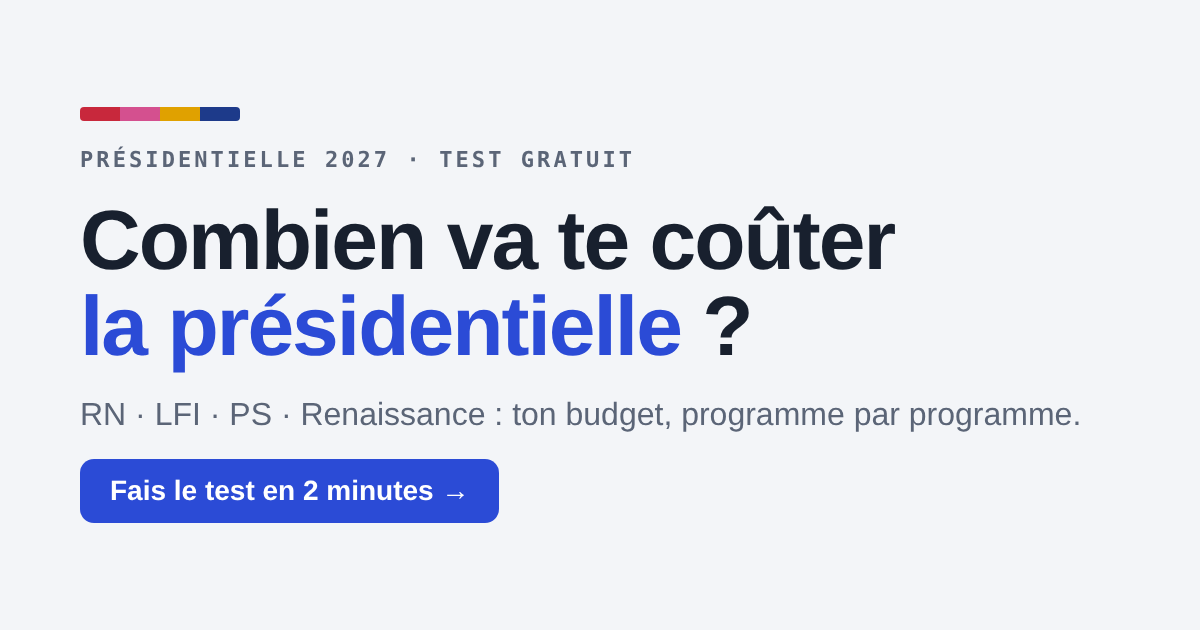 PRÉSIDENTIELLE 2027 · TEST GRATUIT
Combien va te coûter
la présidentielle ?
RN · LFI · PS · Renaissance : ton budget, programme par programme.
Fais le test en 2 minutes →